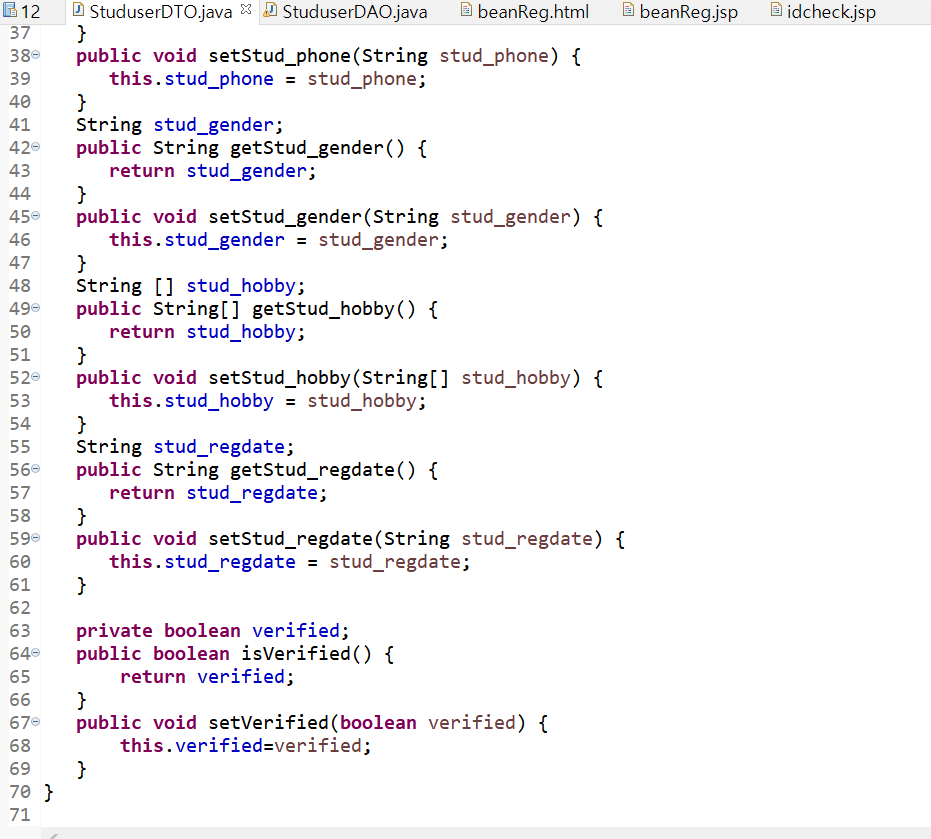 12 StuduserDTO.java StuduserDAO.java beanReg.html beanReg.jsp idcheck.jsp
37 }
38 public void setStud_phone(String stud_phone) {
39 this.stud_phone = stud_phone;
40 }
41 String stud_gender;
42 public String getStud_gender() {
43 return stud_gender;
44 }
45 public void setStud_gender(String stud_gender) {
46 this.stud_gender = stud_gender;
47 }
48 String [] stud_hobby;
49 public String[] getStud_hobby() {
50 return stud_hobby;
51 }
52 public void setStud_hobby(String[] stud_hobby) {
53 this.stud_hobby = stud_hobby;
54 }
55 String stud_regdate;
56 public String getStud_regdate() {
57 return stud_regdate;
58 }
59 public void setStud_regdate(String stud_regdate) {
60 this.stud_regdate = stud_regdate;
61 }
62
63 private boolean verified;
64 public boolean isVerified() {
65 return verified;
66 }
67 public void setVerified(boolean verified) {
68 this.verified=verified;
69 }
70 }
71